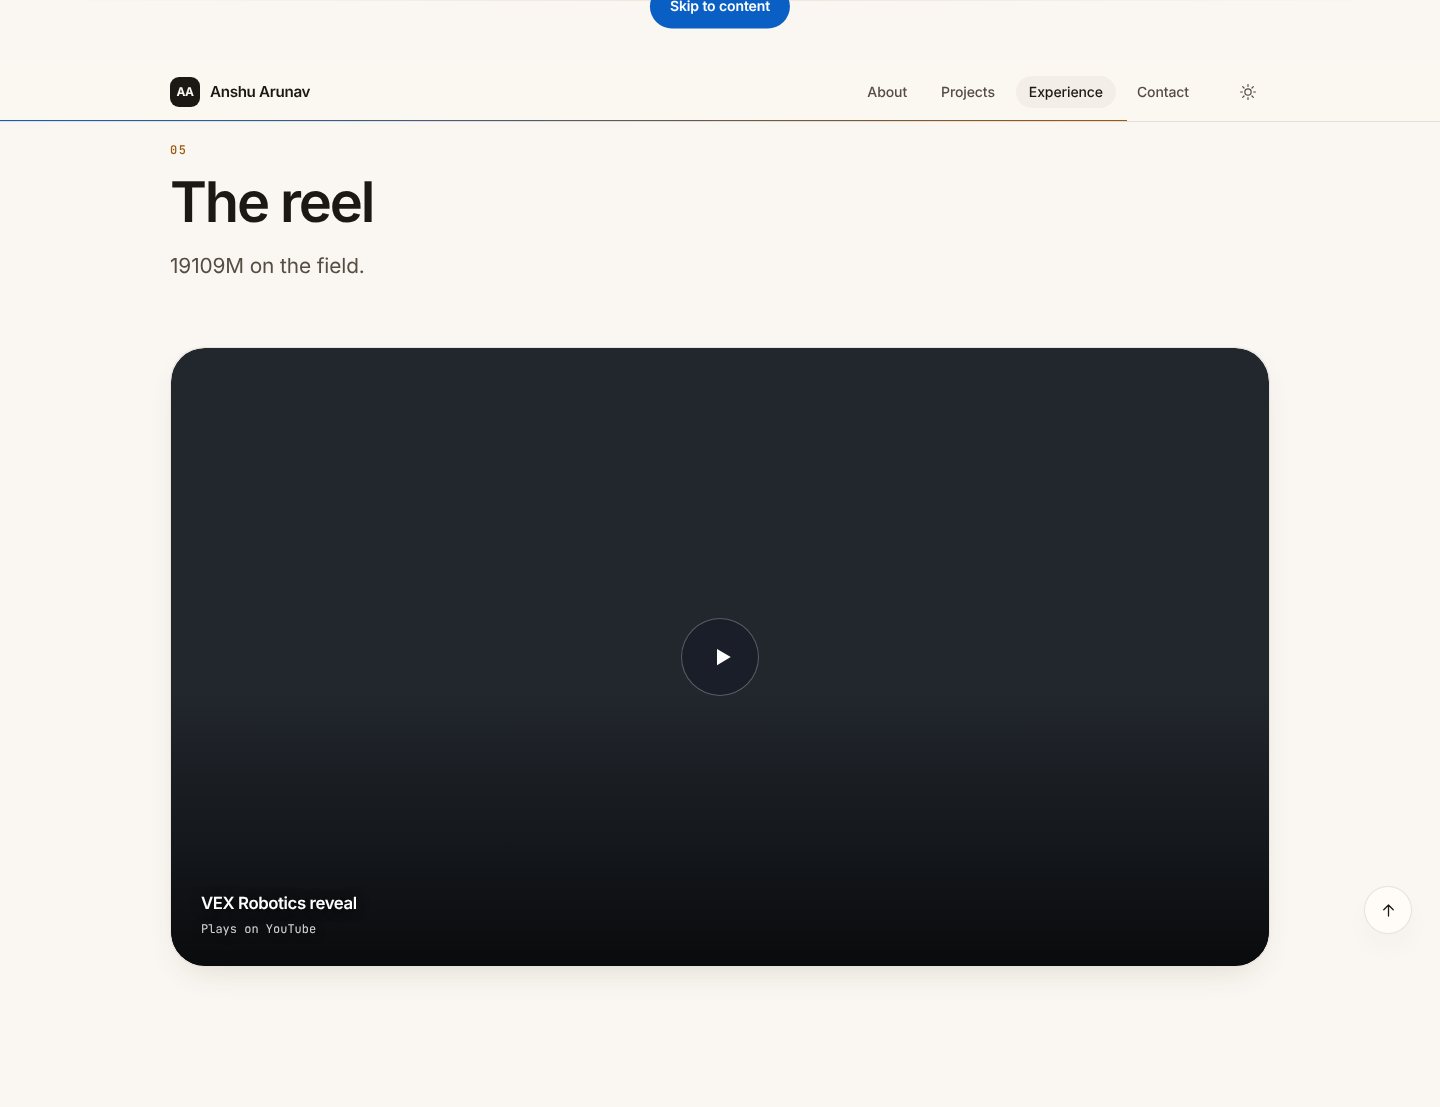 Skip to content
AA Anshu Arunav About Projects Experience Contact
05
The reel
19109M on the field.
VEX Robotics reveal
Plays on YouTube